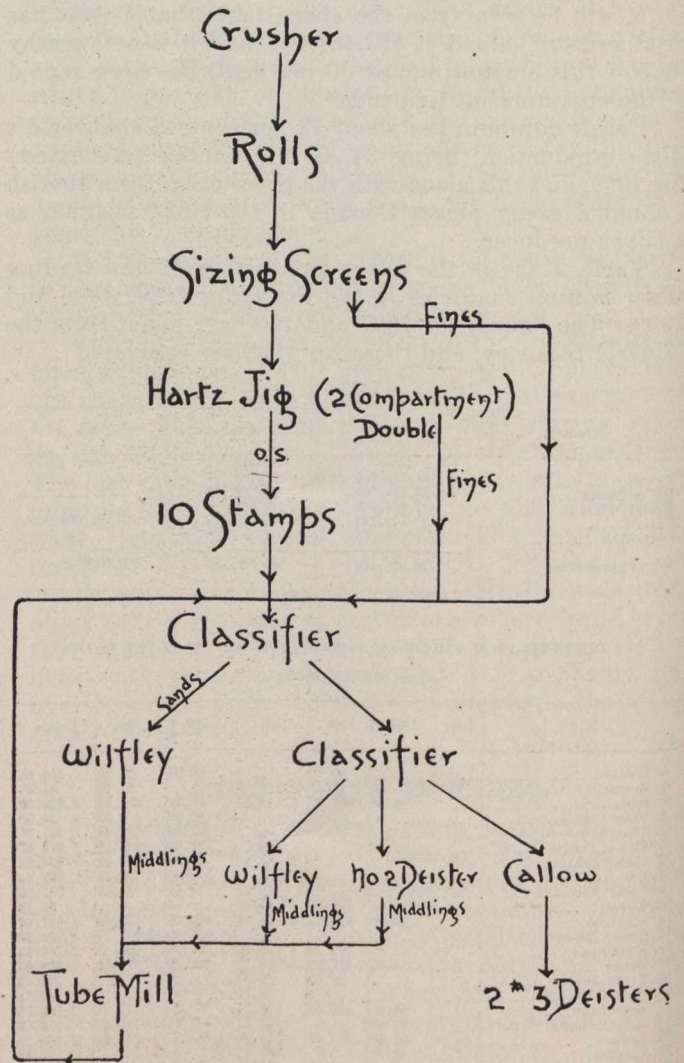 Crusher
Rolls
Sizing Screens
Fines
Hartz Jig (2 Compartment)
Double
O.S.
Fines
10 Stamps
Classifier
Sands
Wilfley
Classifier
Middlings
Wilfley
No 2 Deister
Callow
Middlings
Middlings
Tube Mill
2 # 3 Deisters